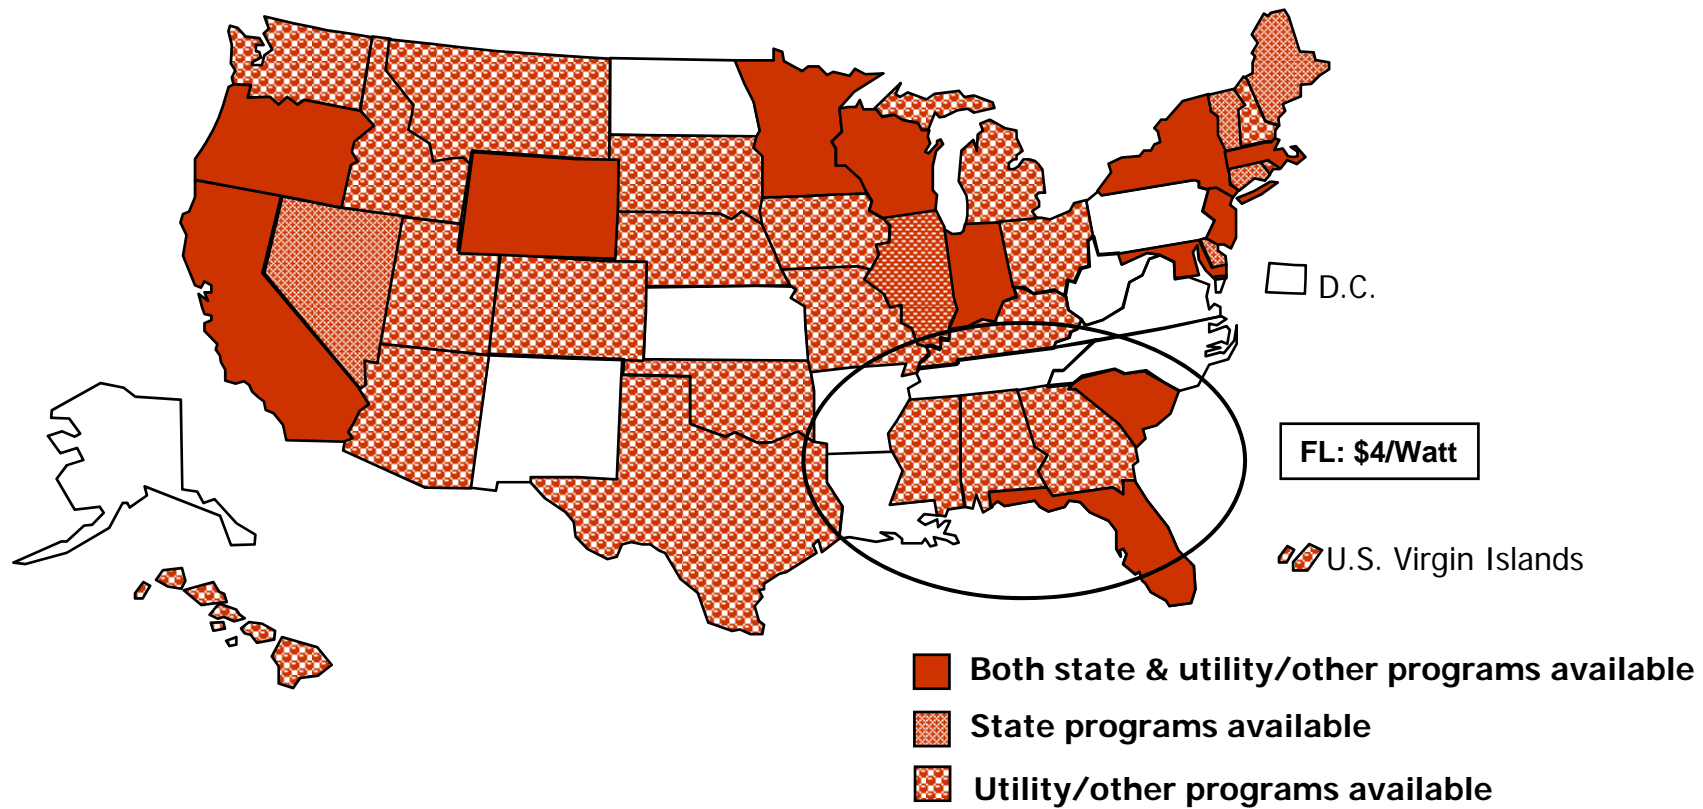 D.C.
FL: $4/Watt
U.S. Virgin Islands
Both state & utility/other programs available
State programs available
Utility/other programs available